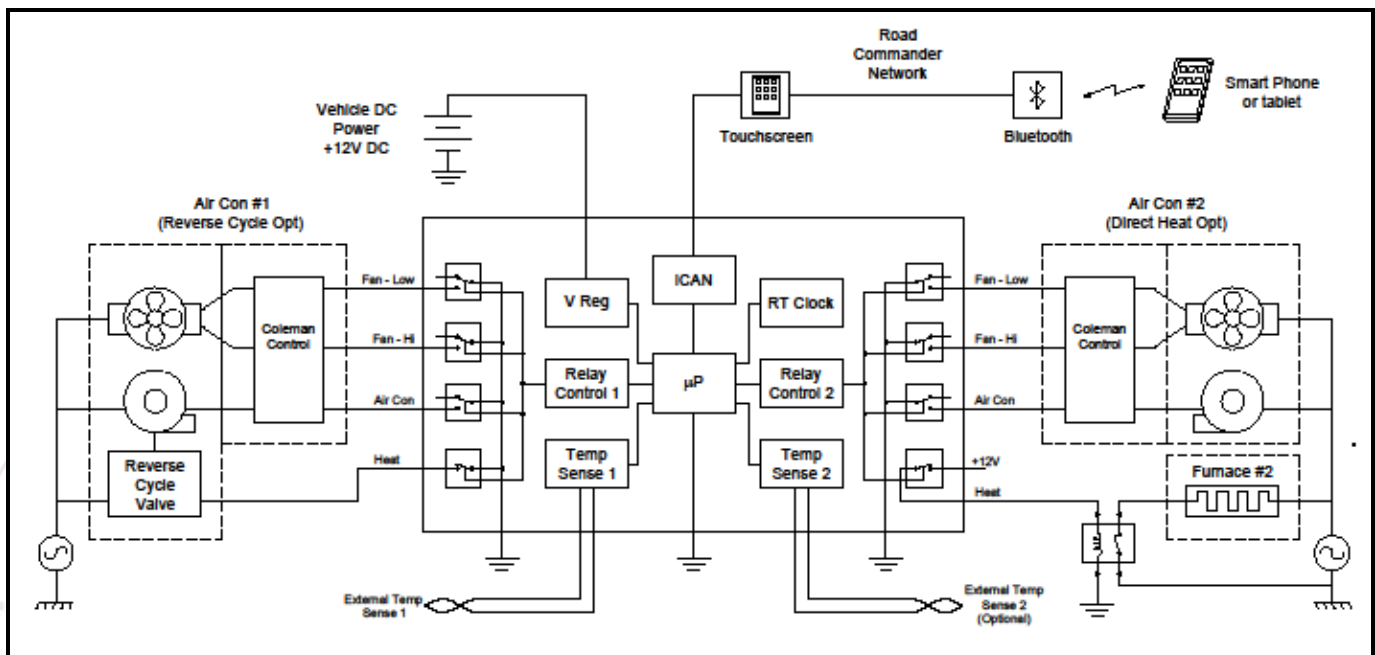 Road
Commander
Network
Smart Phone
or tablet
Vehicle DC
Power
+12V DC
Touchscreen
Bluetooth
Air Con #1
(Reverse Cycle Opt)
Air Con #2
(Direct Heat Opt)
Fan - Low
V Reg
ICAN
RT Clock
Fan - Low
Coleman
Control
Fan - Hi
Fan - Hi
Coleman
Control
Relay
Control 1
µP
Relay
Control 2
Air Con
Air Con
Reverse
Cycle
Valve
Heat
Temp
Sense 1
Temp
Sense 2
+12V
Heat
Furnace #2
External Temp
Sense 1
External Temp
Sense 2
(Optional)